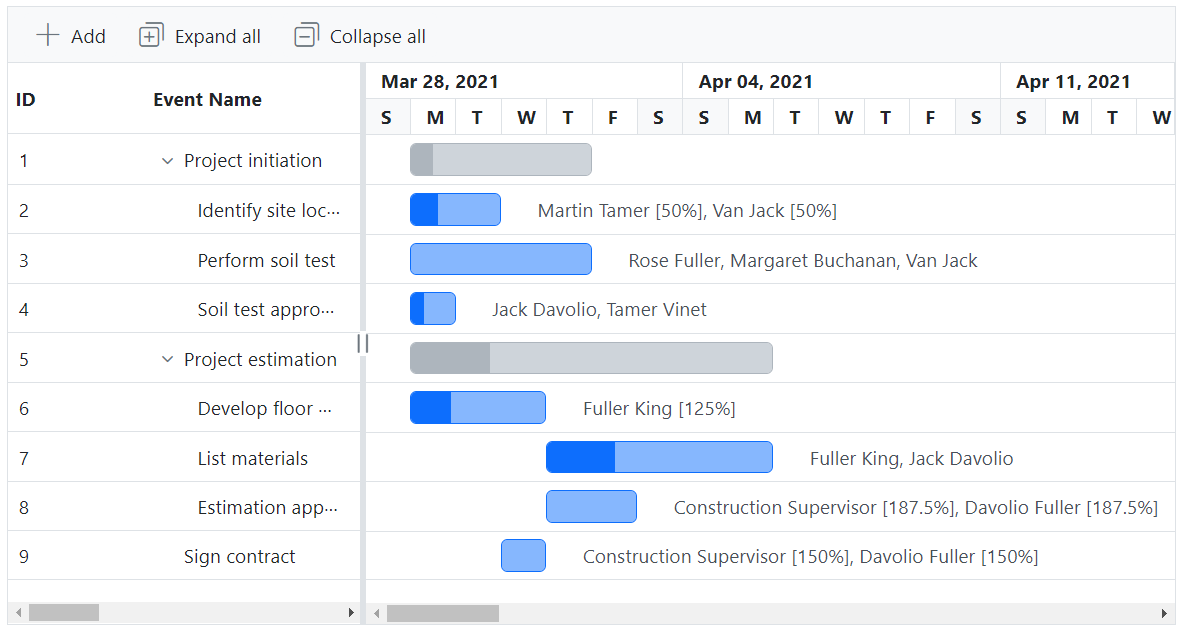 Add Expand all Collapse all
ID Event Name Mar 28, 2021 Apr 04, 2021 Apr 11, 2021
S M T W T F S S M T W T F S S M T W
1 Project initiation
2 Identify site loc... Martin Tamer [50%], Van Jack [50%]
3 Perform soil test Rose Fuller, Margaret Buchanan, Van Jack
4 Soil test appro... Jack Davolio, Tamer Vinet
5 Project estimation
6 Develop floor ... Fuller King [125%]
7 List materials Fuller King, Jack Davolio
8 Estimation app... Construction Supervisor [187.5%], Davolio Fuller [187.5%]
9 Sign contract Construction Supervisor [150%], Davolio Fuller [150%]